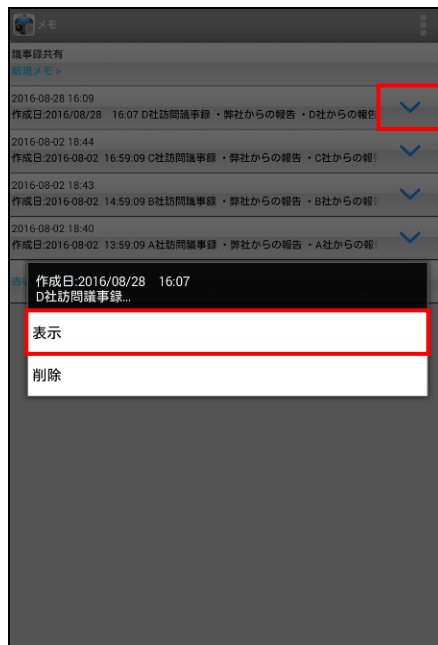 メモ
議事録共有
新規メモ >
2016-08-28 16:09
作成日:2016/08/28 16:07 D社訪問議事録 ・弊社からの報告 ・D社からの報告
2016-08-02 18:44
作成日:2016-08-02 16:59:09 C社訪問議事録 ・弊社からの報告 ・C社からの報
2016-08-02 18:43
作成日:2016-08-02 14:59:09 B社訪問議事録 ・弊社からの報告 ・B社からの報
2016-08-02 18:40
作成日:2016-08-02 13:59:09 A社訪問議事録 ・弊社からの報告 ・A社からの報
古い
作成日:2016/08/28 16:07
D社訪問議事録...
表示
削除